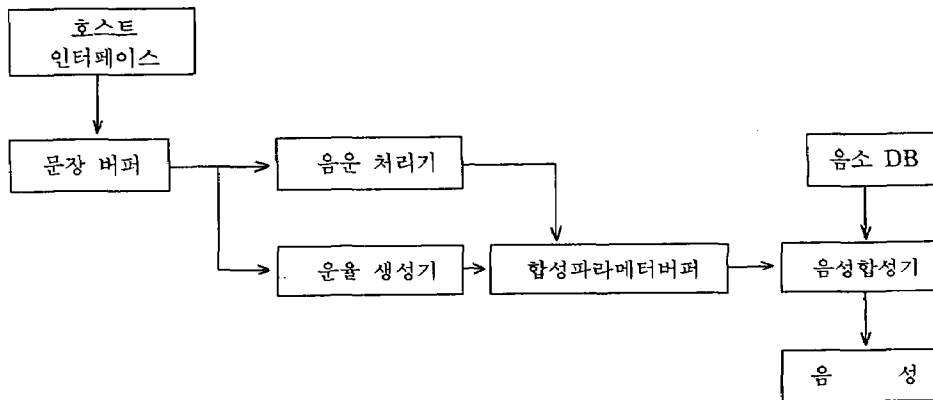 호스트
인터페이스
문장 버퍼
음운 처리기
음소 DB
운율 생성기
합성파라메터버퍼
음성합성기
음 성